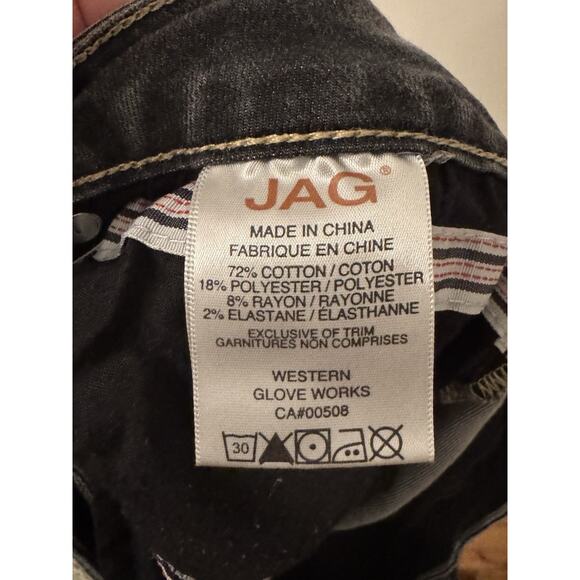 JAG®
MADE IN CHINA
FABRIQUE EN CHINE
72% COTTON / COTON
18% POLYESTER / POLYESTER
8% RAYON / RAYONNE
2% ELASTANE / ÉLASTHANNE
EXCLUSIVE OF TRIM
GARNITURES NON COMPRISES
WESTERN
GLOVE WORKS
CA#00508
30